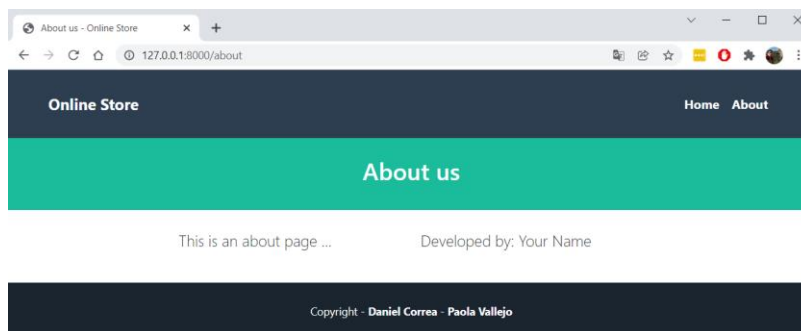 About us - Online Store
127.0.0.1:8000/about
Online Store
Home About
About us
This is an about page ...
Developed by: Your Name
Copyright - Daniel Correa - Paola Vallejo